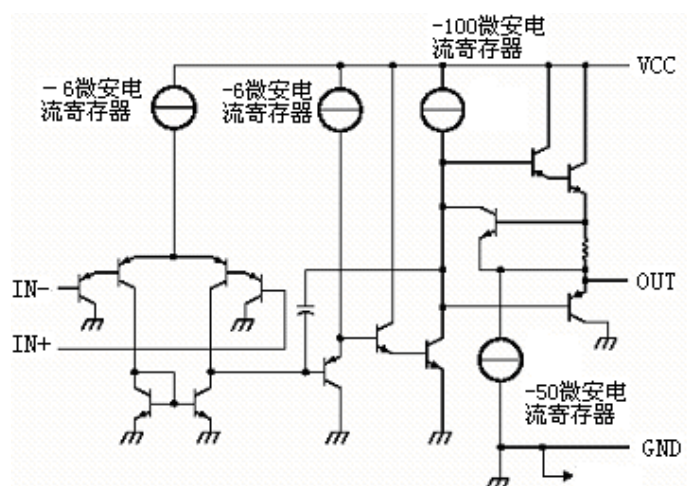 -100微安电
流寄存器
VCC
-6微安电
流寄存器
-6微安电
流寄存器
IN-
OUT
IN+
-50微安电
流寄存器
GND